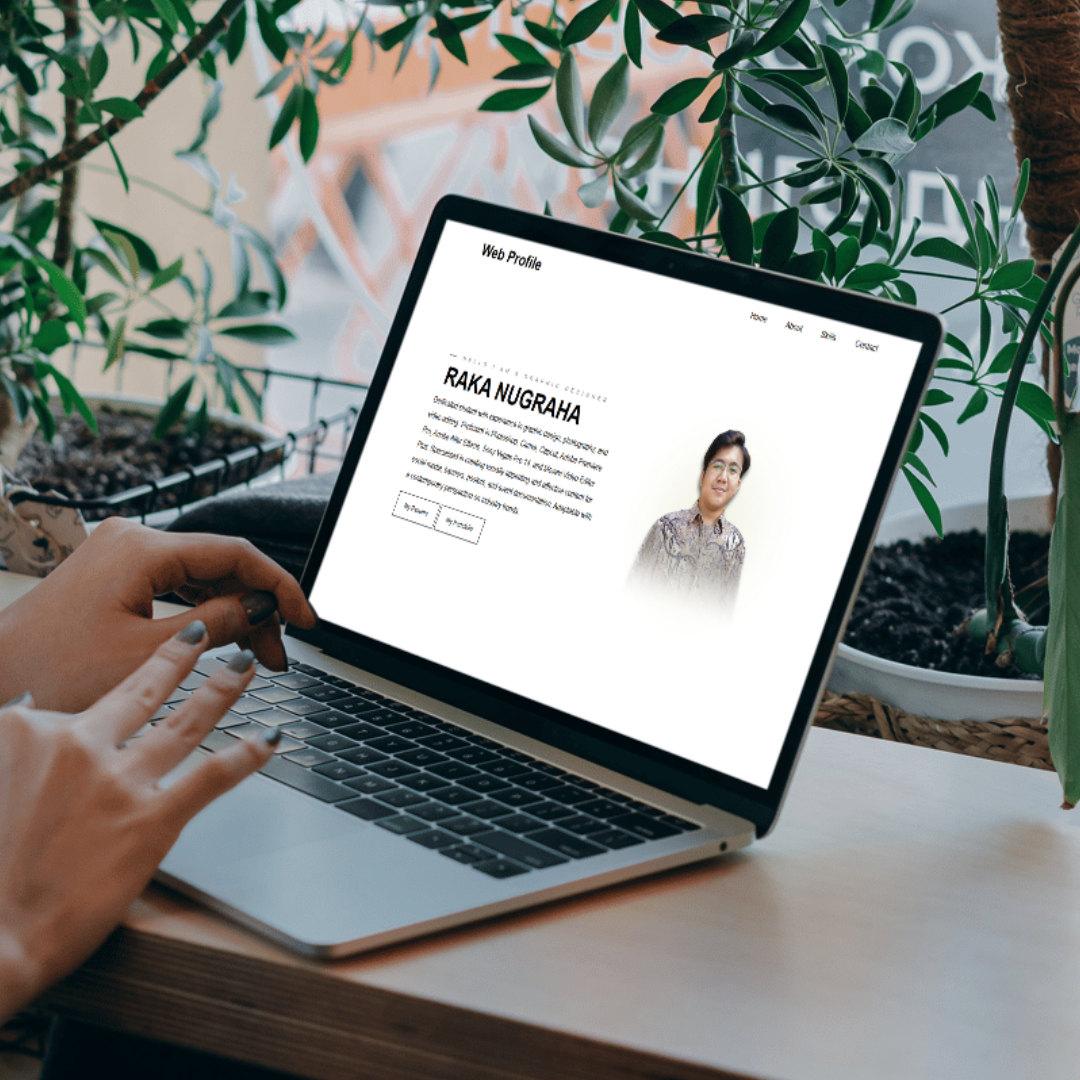 КОЮ
Web Profile
Home About Skills Contact
— HELLO I AM A GRAPHIC DESIGNER
RAKA NUGRAHA
Dedicated student with experience in graphic design, photography, and
video editing. Proficient in Photoshop, Canva, Capcut, Adobe Premiere
Pro, Adobe After Effects, Sony Vegas Pro and Movavi Video Editor
Plus. Specialized in creating visually appealing and effective content for
social media, banners, posters, and event documentation. Adaptable with
a contemporary perspective on industry trends.
My Resume My Portfolio